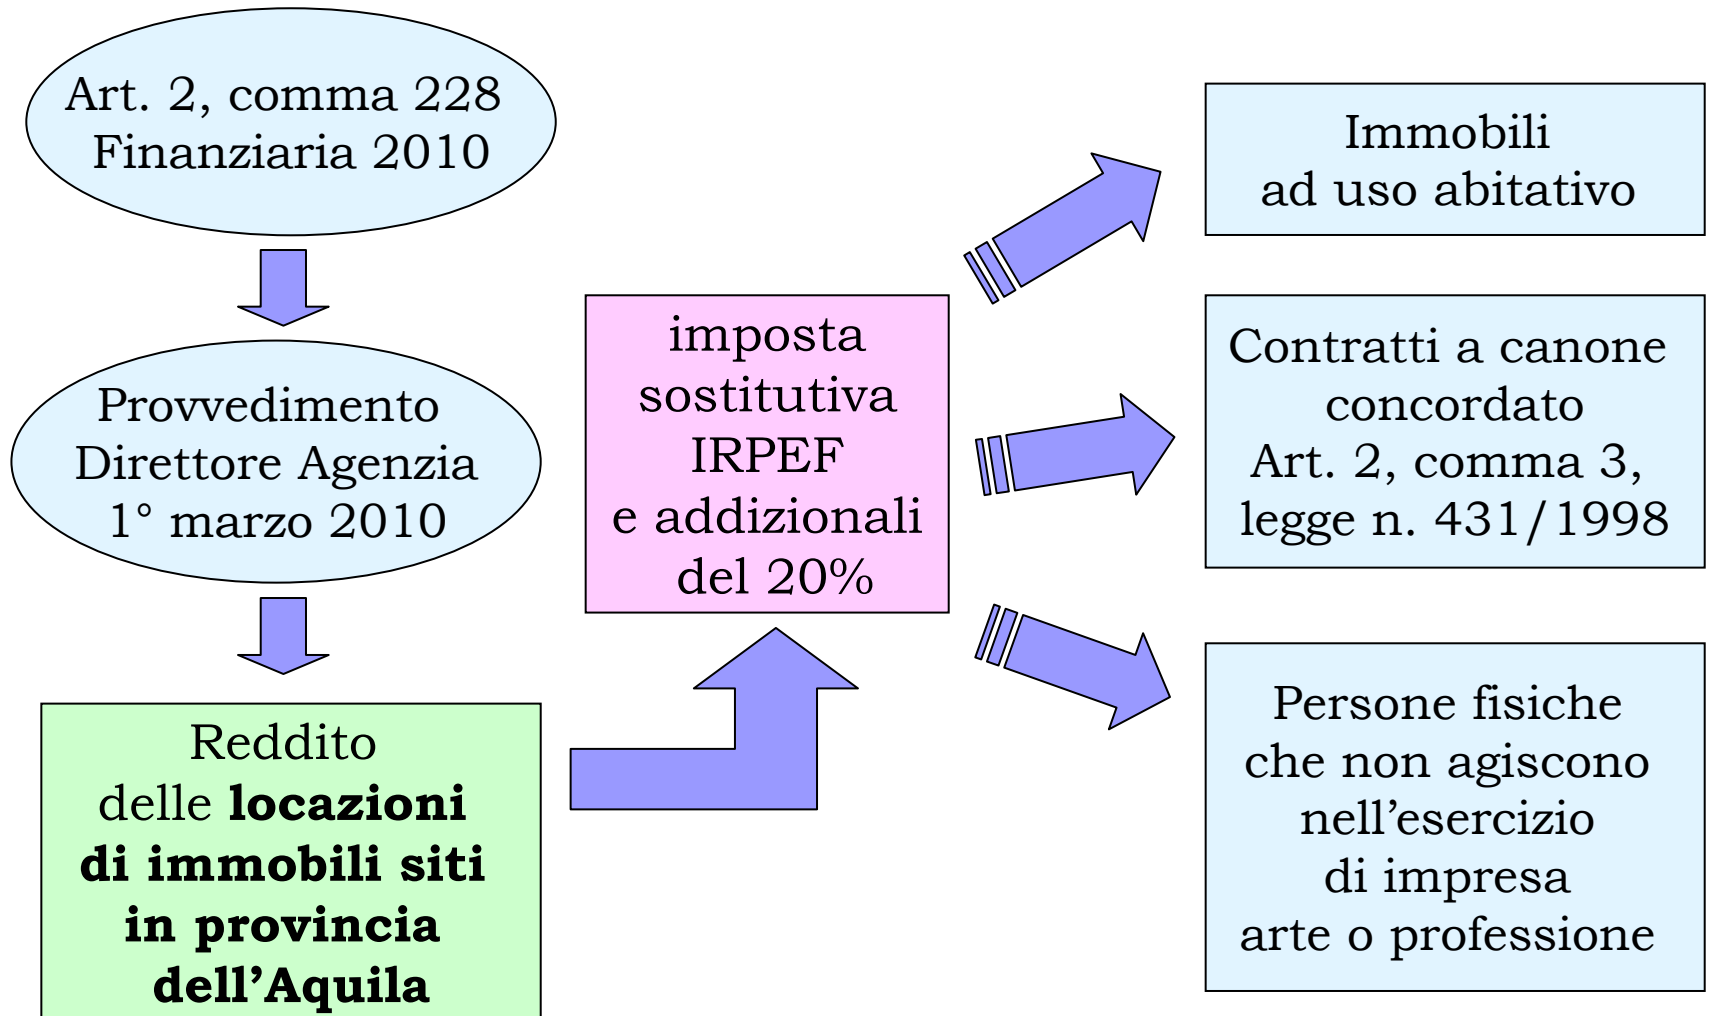 Art. 2, comma 228
Finanziaria 2010
Provvedimento
Direttore Agenzia
1° marzo 2010
Reddito
delle locazioni
di immobili siti
in provincia
dell’Aquila
imposta
sostitutiva
IRPEF
e addizionali
del 20%
Immobili
ad uso abitativo
Contratti a canone
concordato
Art. 2, comma 3,
legge n. 431/1998
Persone fisiche
che non agiscono
nell’esercizio
di impresa
arte o professione